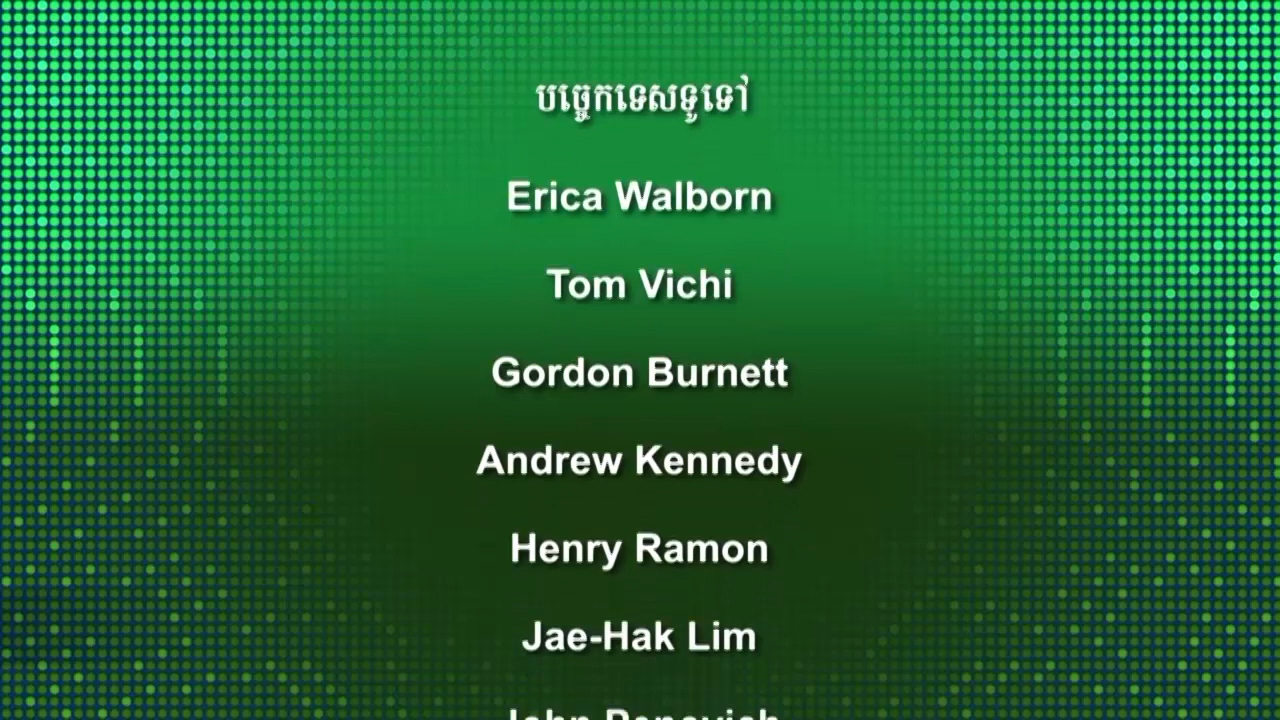 បច្ចេកទេសទូទៅ
Erica Walborn
Tom Vichi
Gordon Burnett
Andrew Kennedy
Henry Ramon
Jae-Hak Lim
John